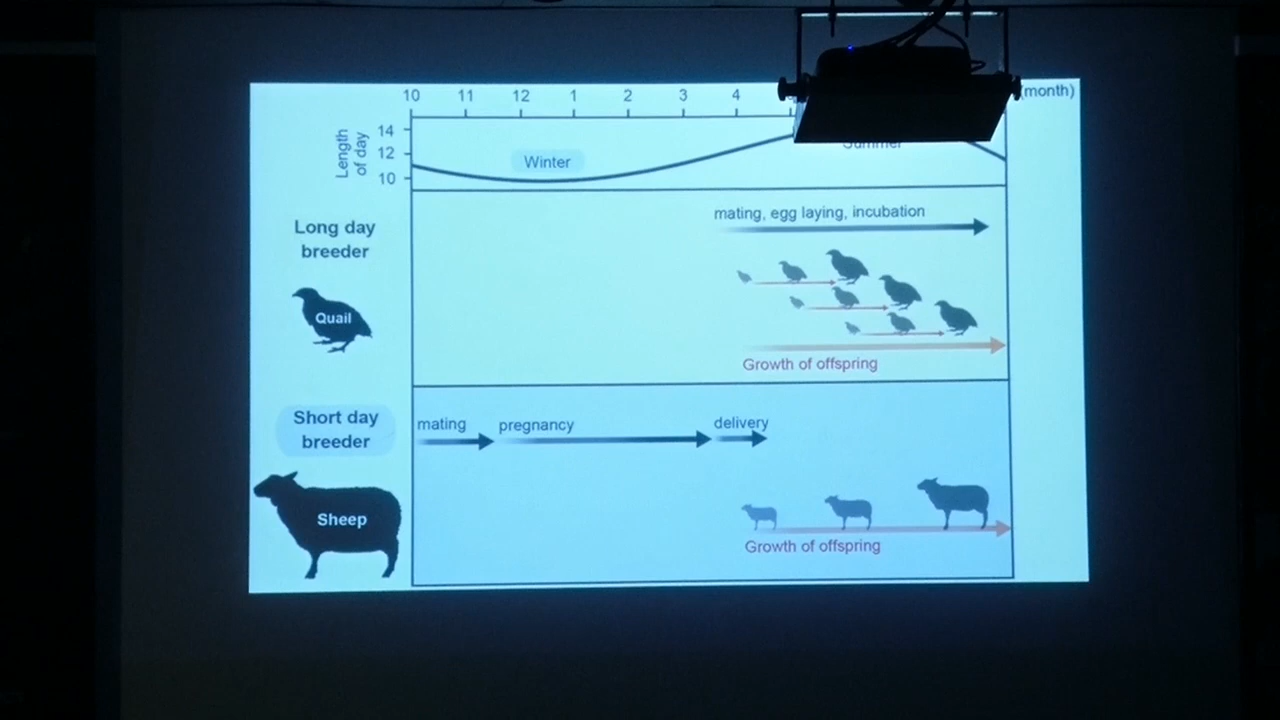 10 11 12 1 2 3 4 (month)
Length
of day
14
12
10
Winter
Summer
Long day
breeder
Quail
mating, egg laying, incubation
Growth of offspring
Short day
breeder
Sheep
mating pregnancy delivery
Growth of offspring